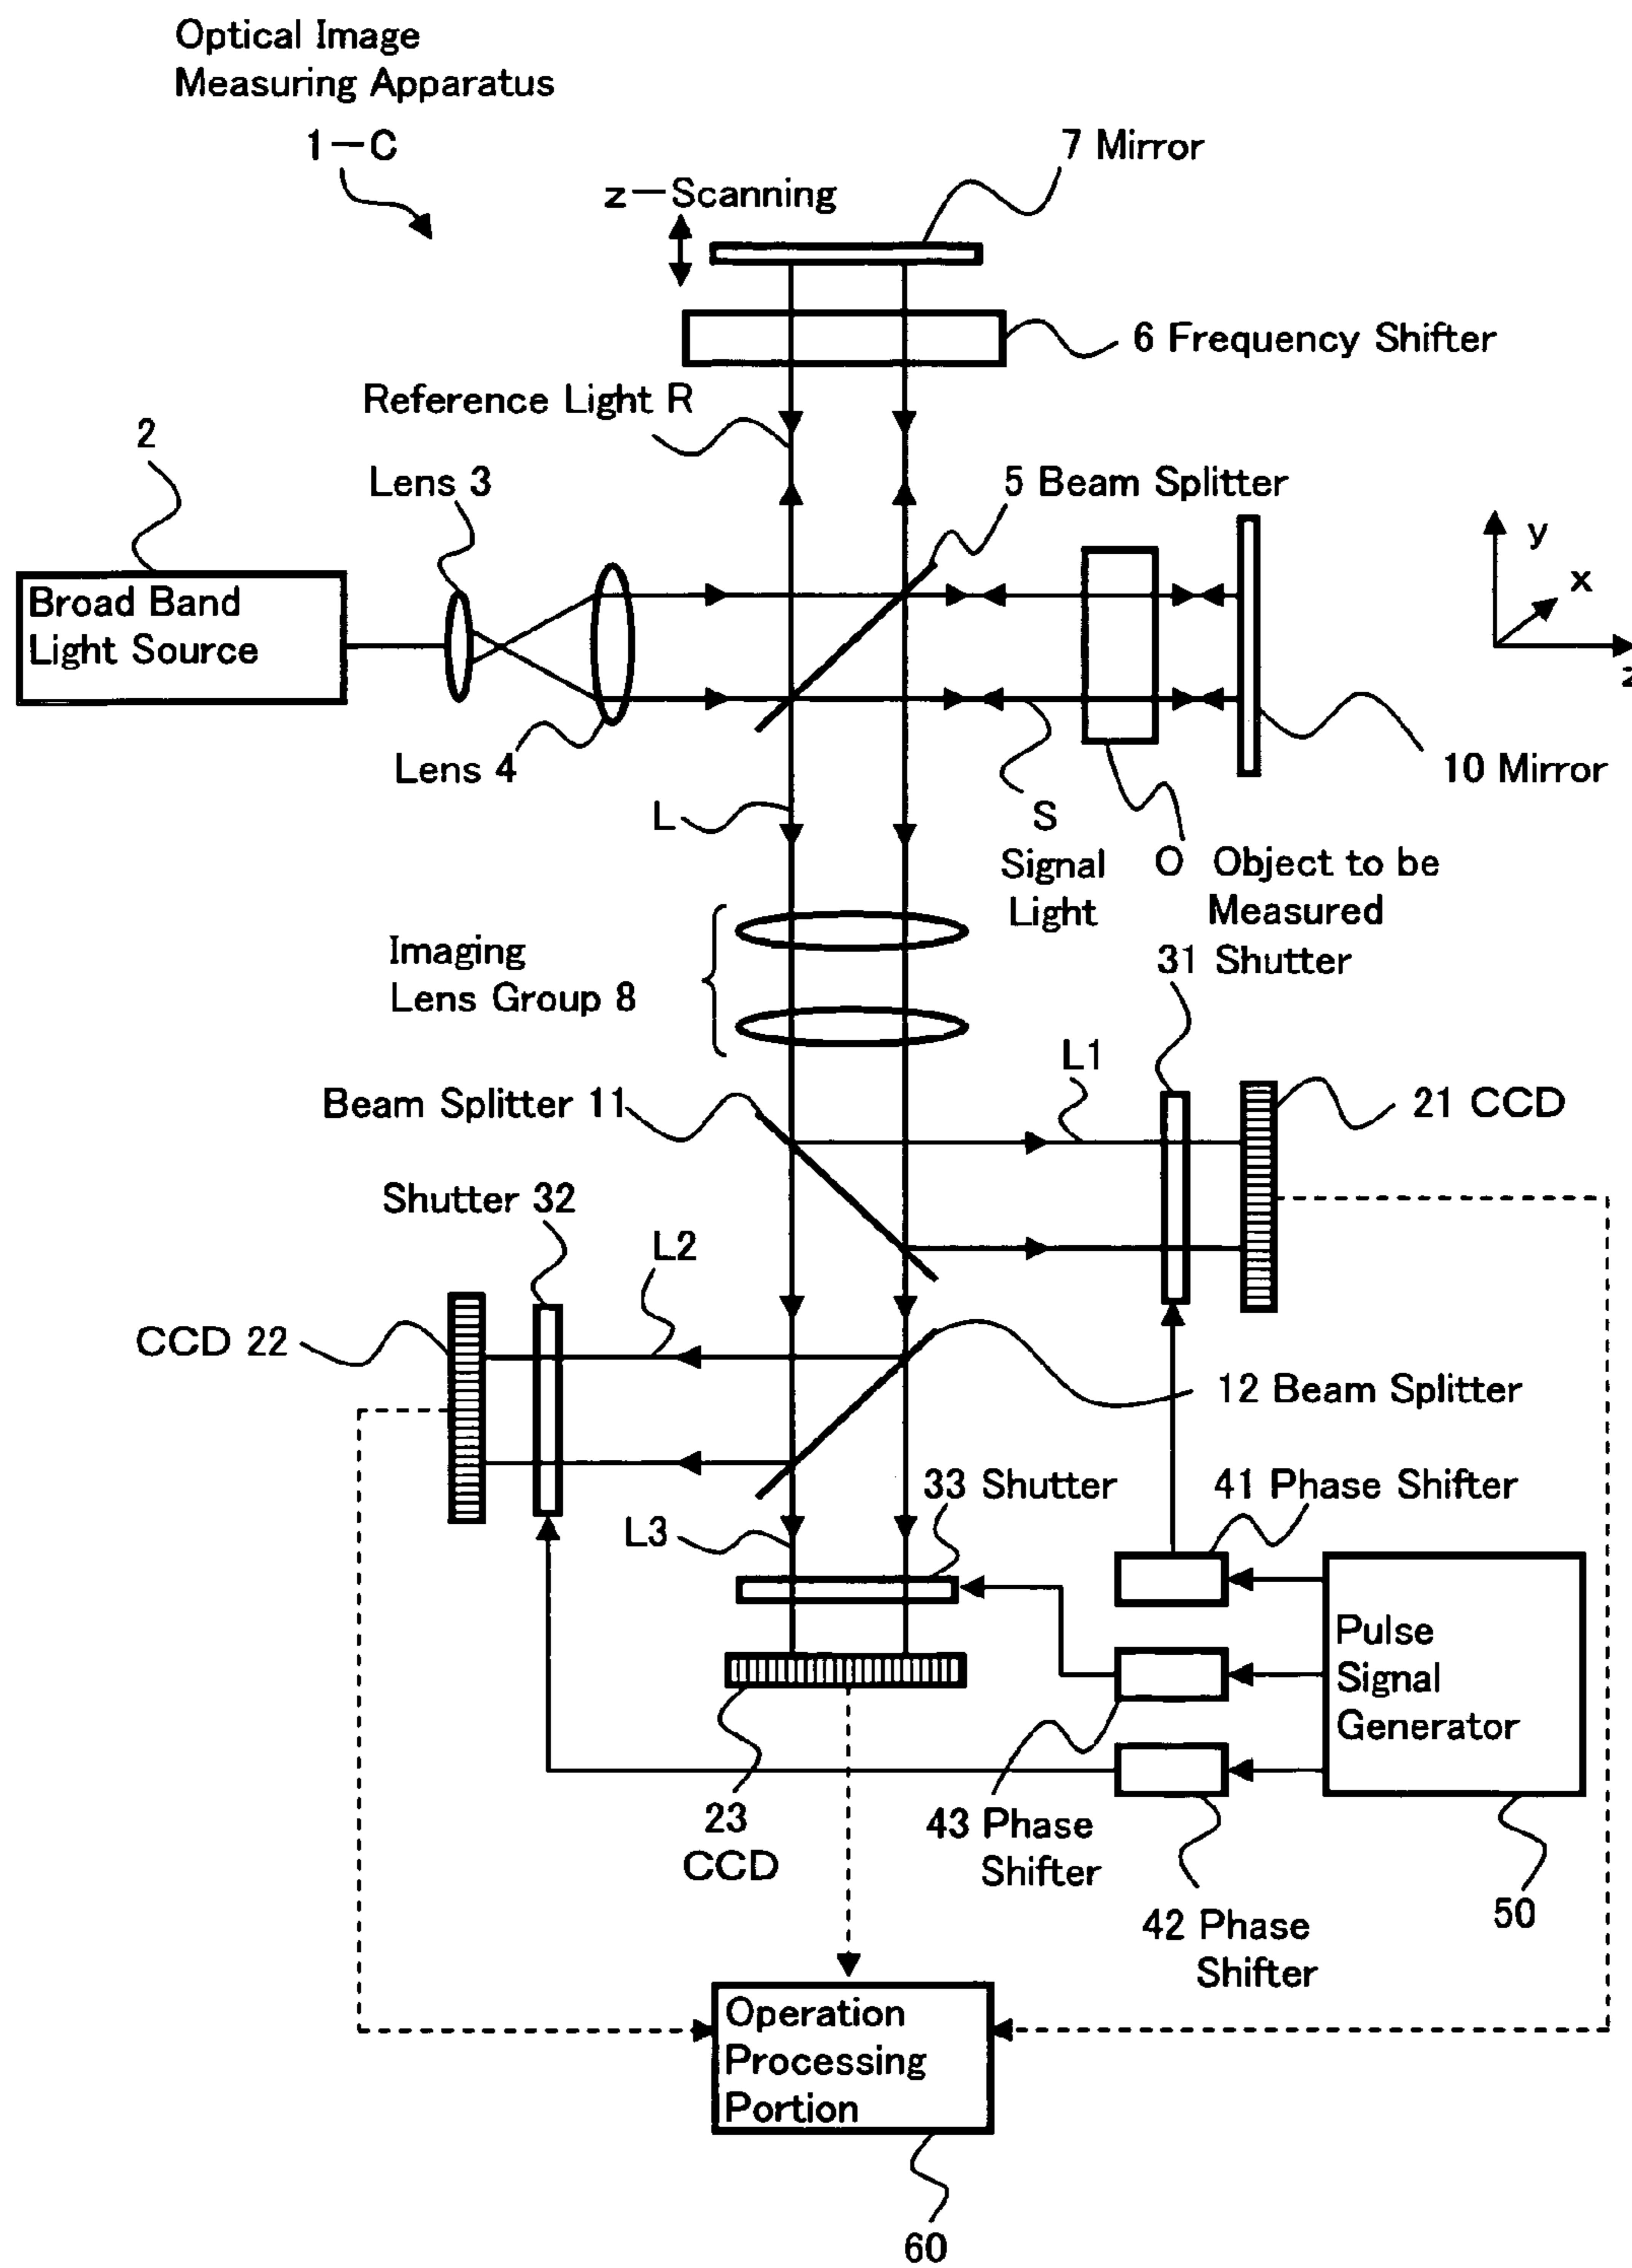 Optical Image
Measuring Apparatus
1-C
7 Mirror
z-Scanning
6 Frequency Shifter
Reference Light R
2
Lens 3
5 Beam Splitter
y
x
z
Broad Band
Light Source
Lens 4
10 Mirror
L
S
Signal
Light
O Object to be
Measured
Imaging
Lens Group 8
31 Shutter
L1
Beam Splitter 11
21 CCD
Shutter 32
L2
CCD 22
12 Beam Splitter
33 Shutter
41 Phase Shifter
L3
Pulse
Signal
Generator
23
CCD
43 Phase
Shifter
42 Phase
Shifter
50
Operation
Processing
Portion
60